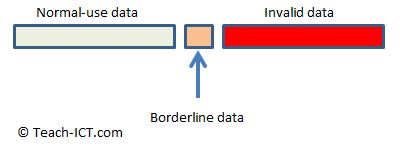 Normal-use data
Invalid data
Borderline data
© Teach-ICT.com